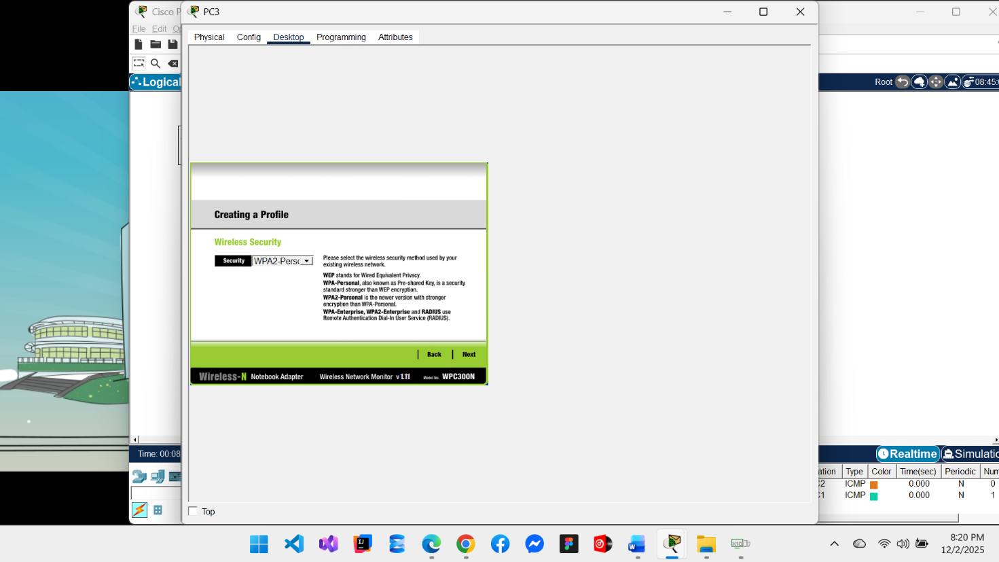 Cisco P
PC3
File Edit Op
Physical Config Desktop Programming Attributes
Logical
Root
08:45:
Creating a Profile
Wireless Security
Security WPA2-Perso
Please select the wireless security method used by your
existing wireless network.
WEP stands for Wired Equivalent Privacy.
WPA-Personal, also known as Pre-shared Key, is a security
standard stronger than WEP encryption.
WPA2-Personal is the newer version with stronger
encryption than WPA-Personal.
WPA-Enterprise, WPA2-Enterprise and RADIUS use
Remote Authentication Dial-In User Service (RADIUS).
Back Next
Wireless-N Notebook Adapter Wireless Network Monitor v 1.11 Model No. WPC300N
Time: 00:08
Realtime Simulatio
ation Type Color Time(sec) Periodic Num
C2 ICMP 0.000 N 0
C1 ICMP 0.000 N 1
Top
8:20 PM
12/2/2025